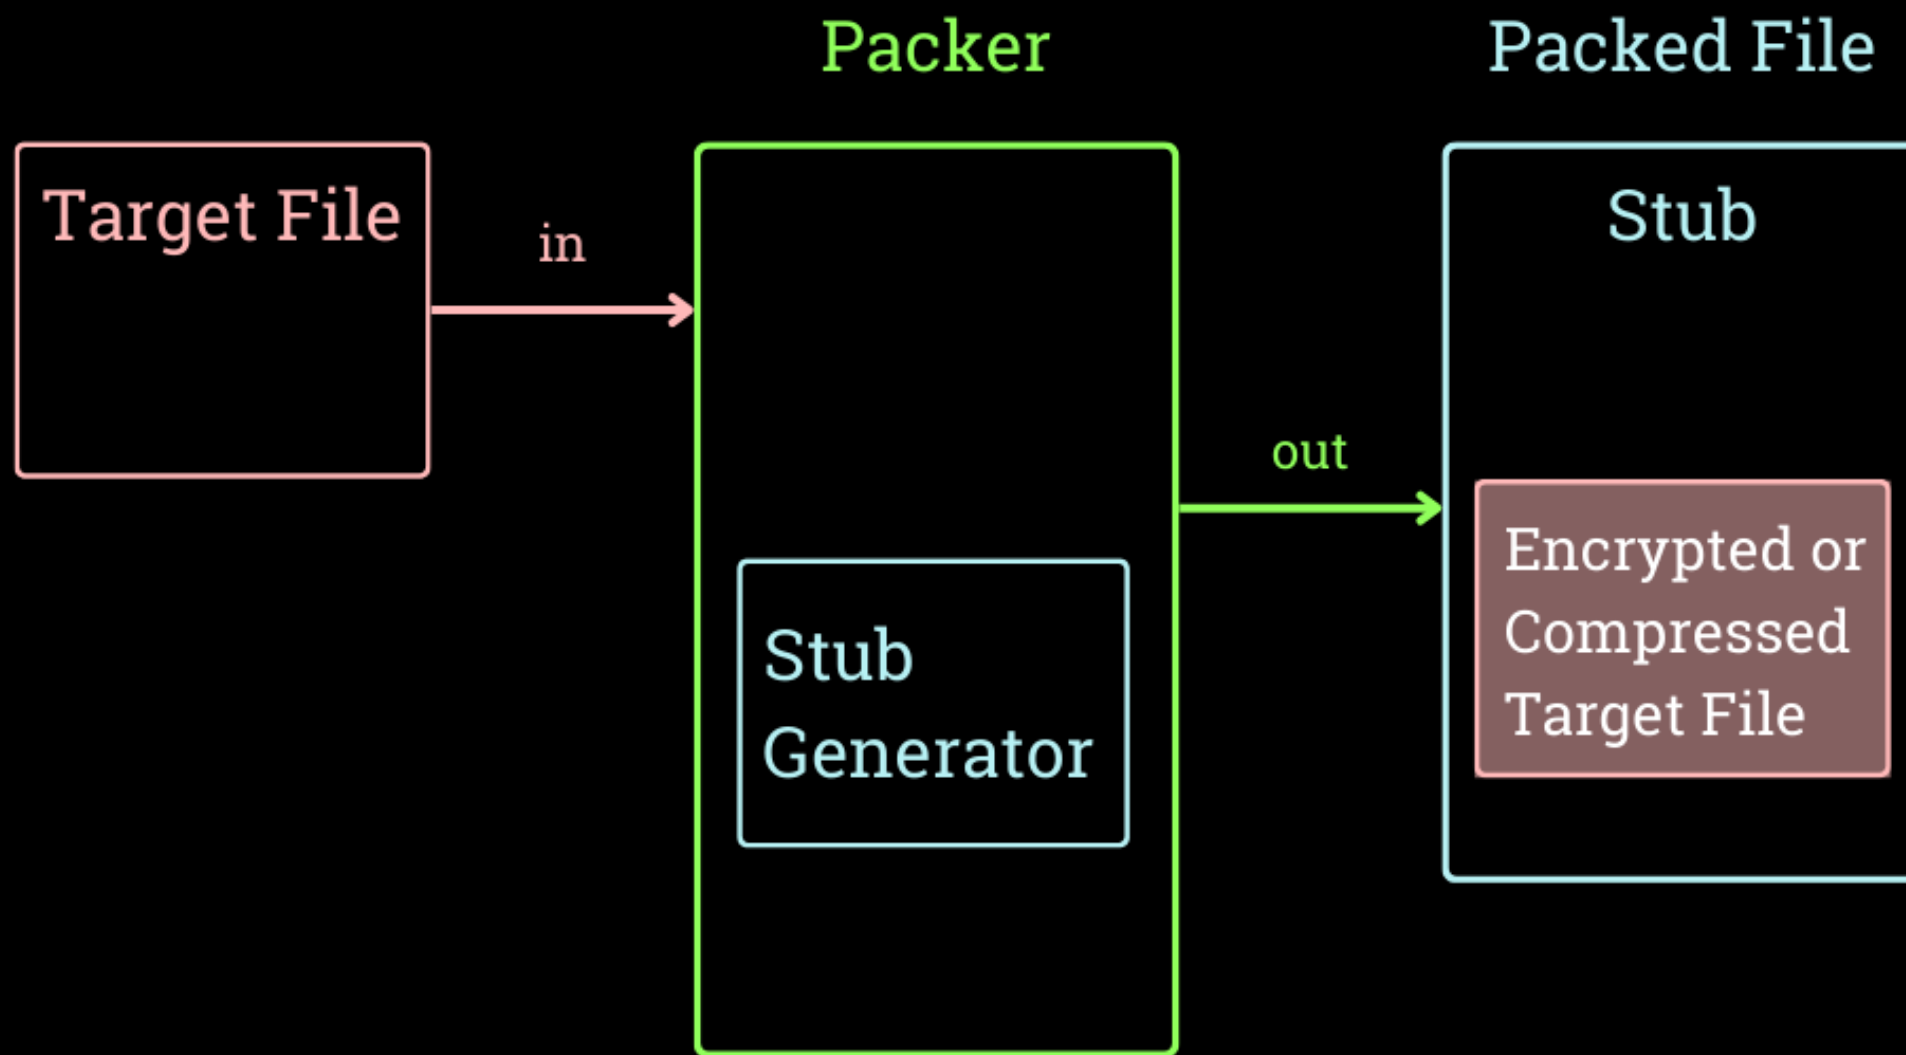 Packer
Packed File
Target File
in
Stub
out
Encrypted or
Compressed
Target File
Stub
Generator